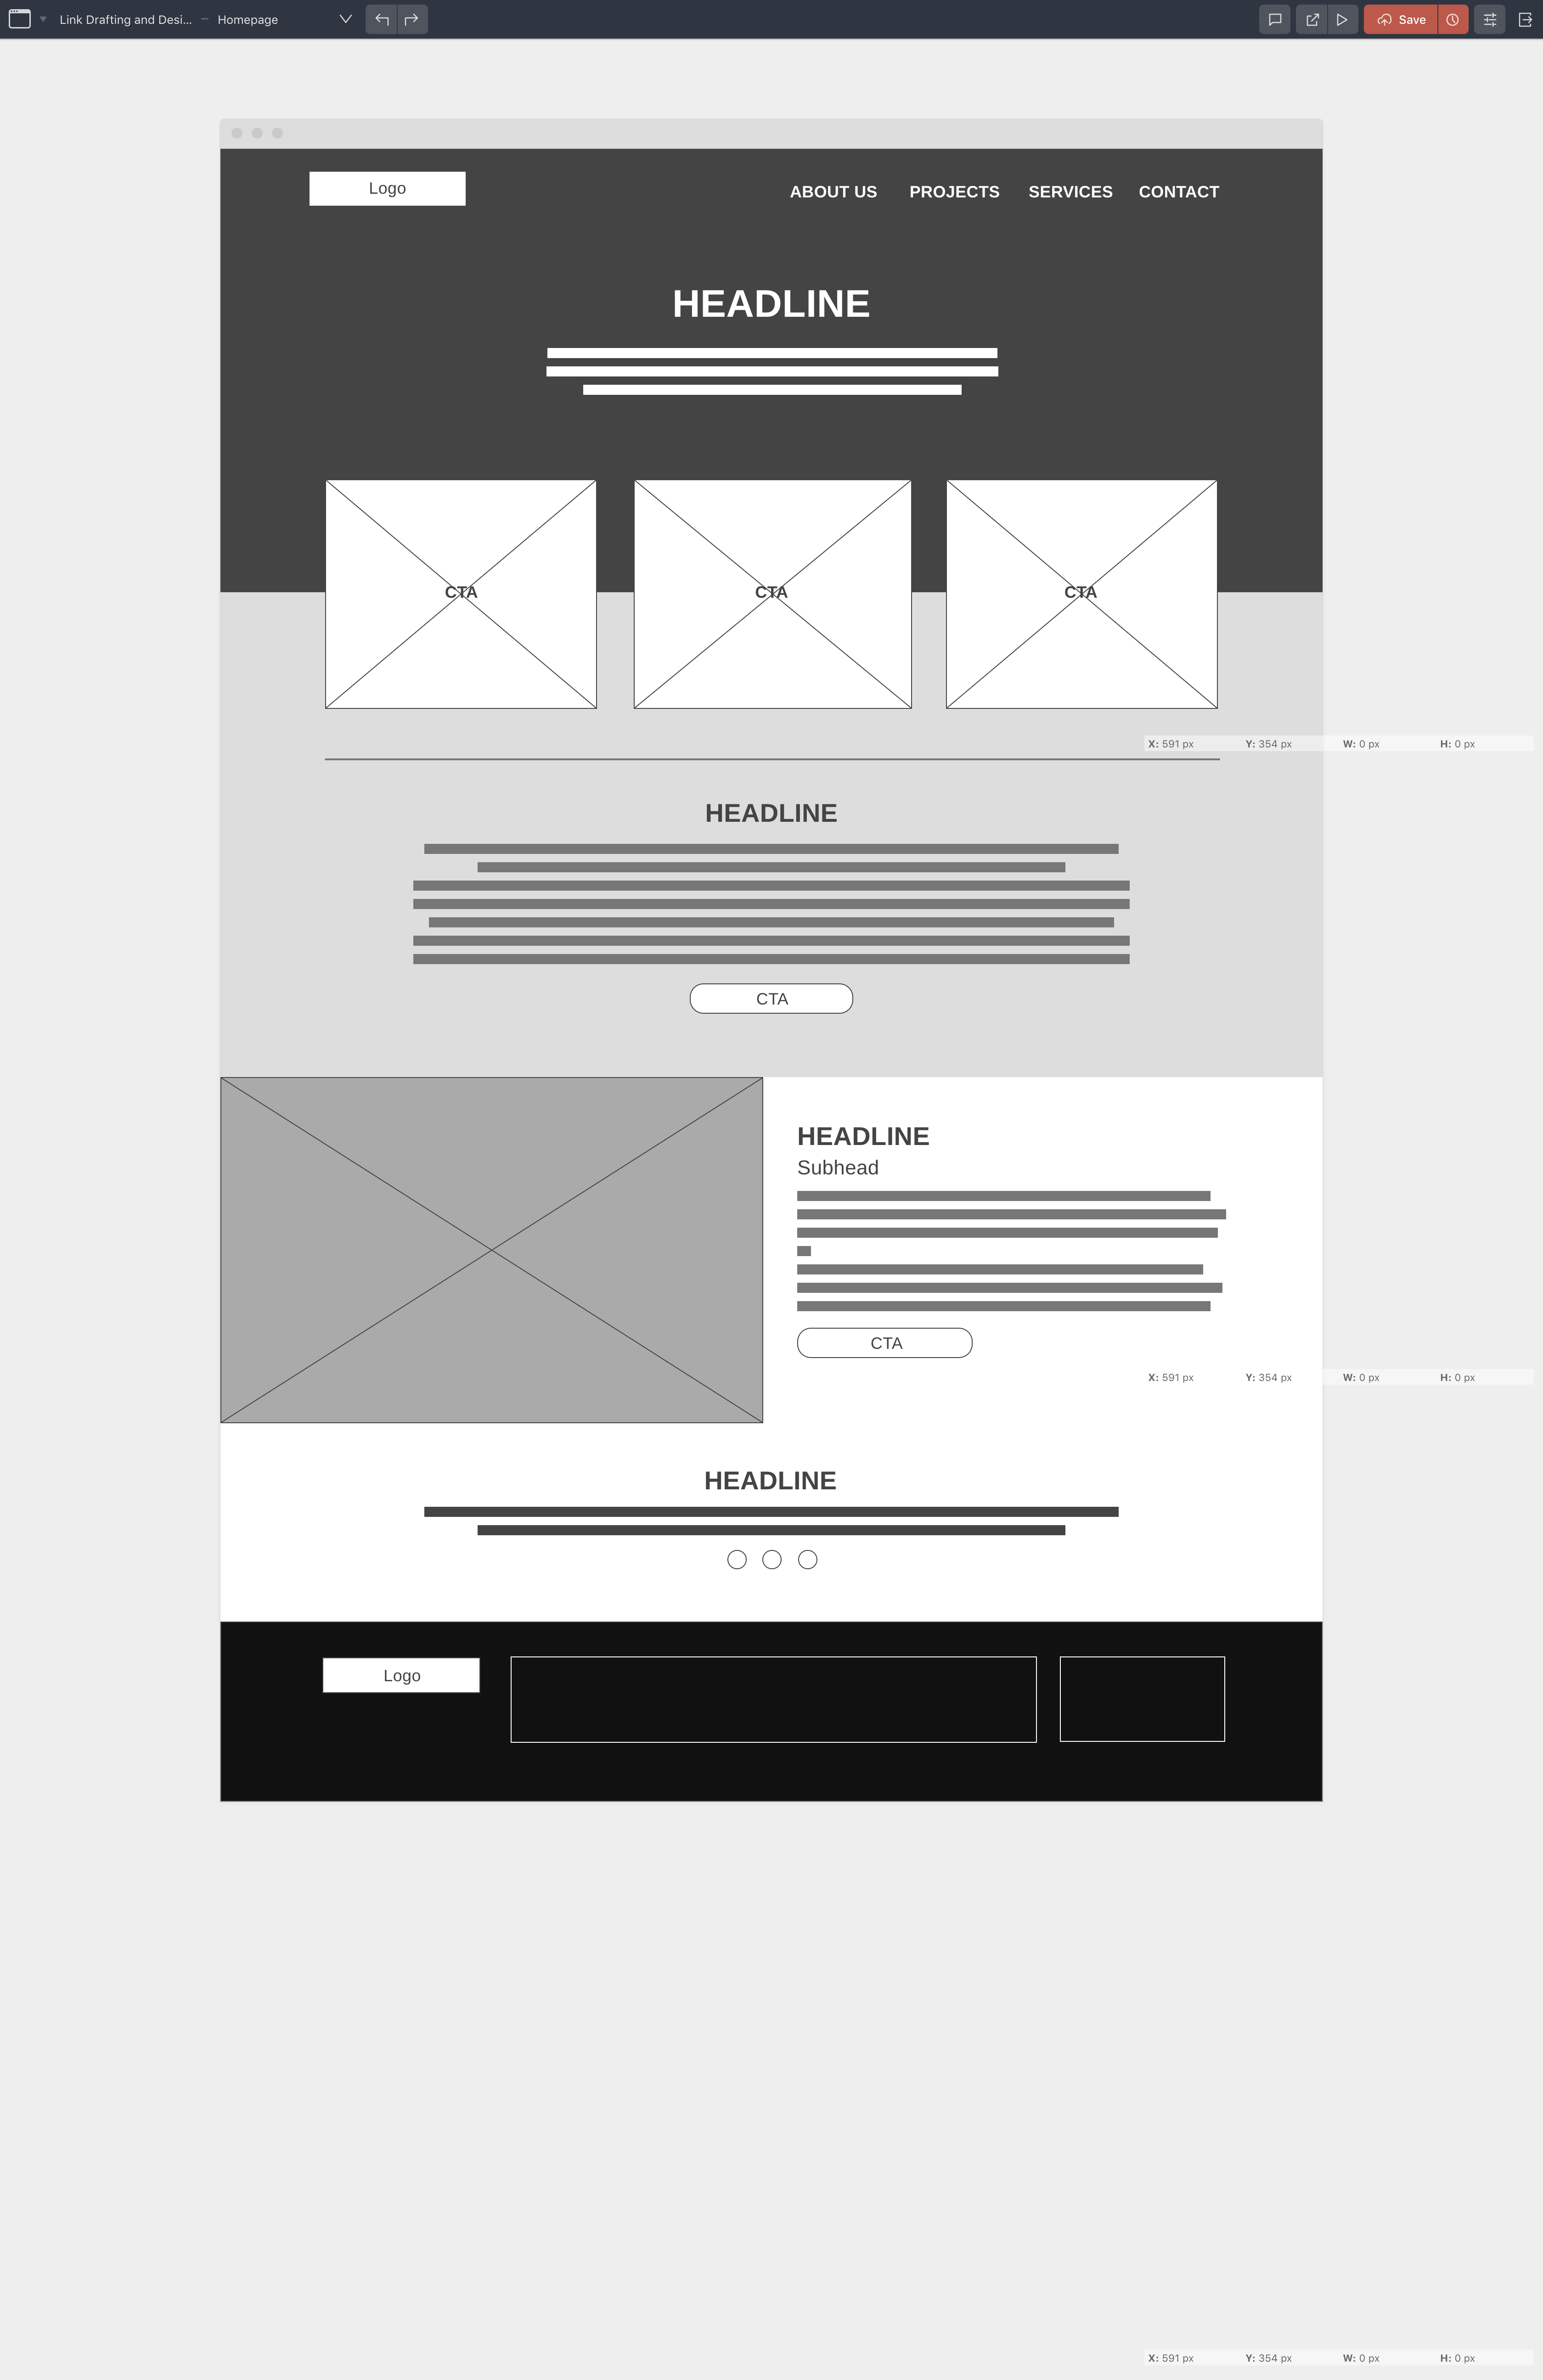 Link Drafting and Desi... — Homepage Save
Logo ABOUT US PROJECTS SERVICES CONTACT
HEADLINE
CTA CTA CTA
X: 591 px Y: 354 px W: 0 px H: 0 px
HEADLINE
CTA
HEADLINE
Subhead
CTA
X: 591 px Y: 354 px W: 0 px H: 0 px
HEADLINE
Logo
X: 591 px Y: 354 px W: 0 px H: 0 px